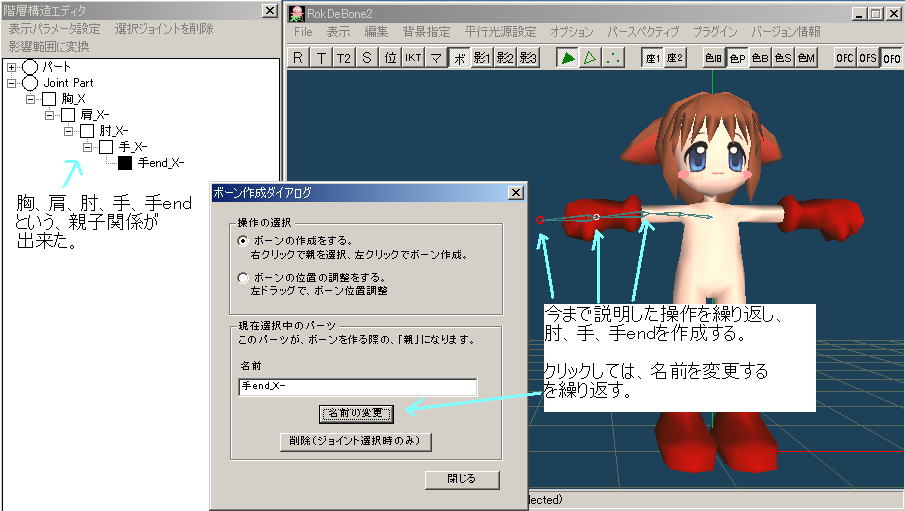 階層構造エディタ
表示パラメータ設定 選択ジョイントを削除
影響範囲に変換
パート
Joint Part
胸_X
肩_X-
肘_X-
手_X-
手end_X-
胸、肩、肘、手、手end
という、親子関係が
出来た。
RokDeBone2
File 表示 編集 背景指定 平行光源設定 オプション パースペクティブ プラグイン バージョン情報
R T T2 S 位 IKT マ ボ 影1 影2 影3 座1 座2 色IB 色P 色B 色S 色M OFC OFS OFO
ボーン作成ダイアログ
操作の選択
ボーンの作成をする。
右クリックで親を選択、左クリックでボーン作成。
ボーンの位置の調整をする。
左ドラッグで、ボーン位置調整
現在選択中のパーツ
このパーツが、ボーンを作る際の、「親」になります。
名前
手end_X-
名前の変更
削除(ジョイント選択時のみ)
閉じる
今まで説明した操作を繰り返し、
肘、手、手endを作成する。
クリックしては、名前を変更する
を繰り返す。
lected)